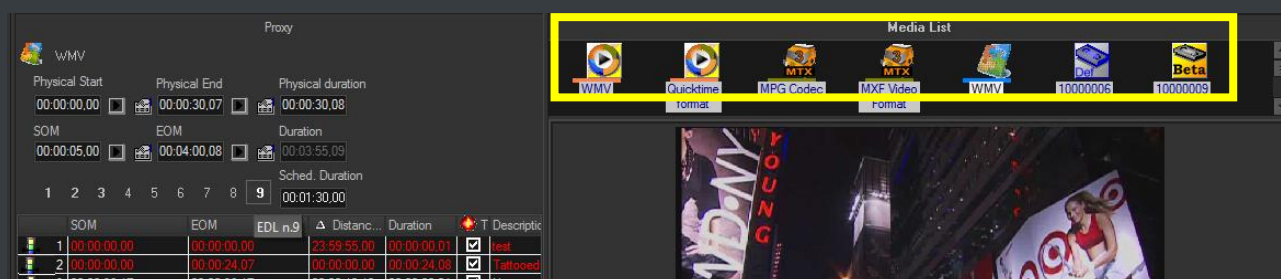 Proxy
WMV
Physical Start
Physical End
Physical duration
00:00:00,00
00:00:30,07
00:00:30,08
SOM
EOM
Duration
00:00:05,00
00:04:00,08
00:03:55,09
Sched. Duration
1 2 3 4 5 6 7 8 9
00:01:30,00
SOM EOM EDL n.9 Δ Distanc... Duration T Descriptio
1 00:00:00,00 00:00:00,00 23:59:55,00 00:00:00,01 test
2 00:00:00,00 00:00:24,07 00:00:00,00 00:00:24,08 Tattooed
Media List
MTX
MTX
Def
Beta
WMV
Quicktime format
MPG Codec
MXF Video Format
WMV
10000006
10000009
YOUNG